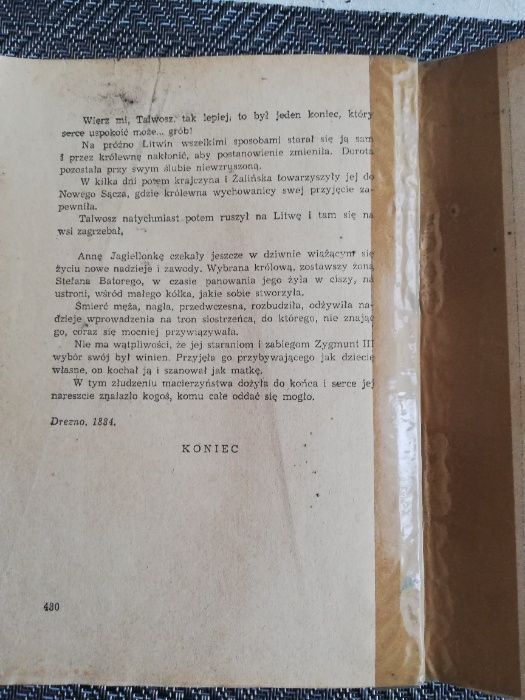 Wierz mi, Talwosz, tak lepiej, to był jeden koniec, który
serce uspokoić może... grób!
Na próżno Litwin wszelkimi sposobami starał się ją sam
i przez królewnę nakłonić, aby postanowienie zmieniła. Dorota
pozostała przy swym ślubie niewzruszoną.
W kilka dni potem krajczyna i Żalińska towarzyszyły jej do
Nowego Sącza, gdzie królewna wychowanicy swej przyjęcie za-
pewniła.
Talwosz natychmiast potem ruszył na Litwę i tam się na
wsi zagrzebał.
Annę Jagiellonkę czekały jeszcze w dziwnie wiążącym się
życiu nowe nadzieje i zawody. Wybrana królową, zostawszy żoną
Stefana Batorego, w czasie panowania jego żyła w ciszy, na
ustroni, wśród małego kółka, jakie sobie stworzyła.
Śmierć męża, nagła, przedwczesna, rozbudziła, odżywiła na-
dzieje wprowadzenia na tron siostrzeńca, do którego, nie znając
go, coraz się mocniej przywiązywała.
Nie ma wątpliwości, że jej staraniom i zabiegom Zygmunt III
wybór swój był winien. Przyjęła go przybywającego jak dziecię
własne, on kochał ją i szanował jak matkę.
W tym złudzeniu macierzyństwa dożyła do końca i serce jej
nareszcie znalazło kogoś, komu całe oddać się mogło.
Drezno, 1884.
KONIEC
480